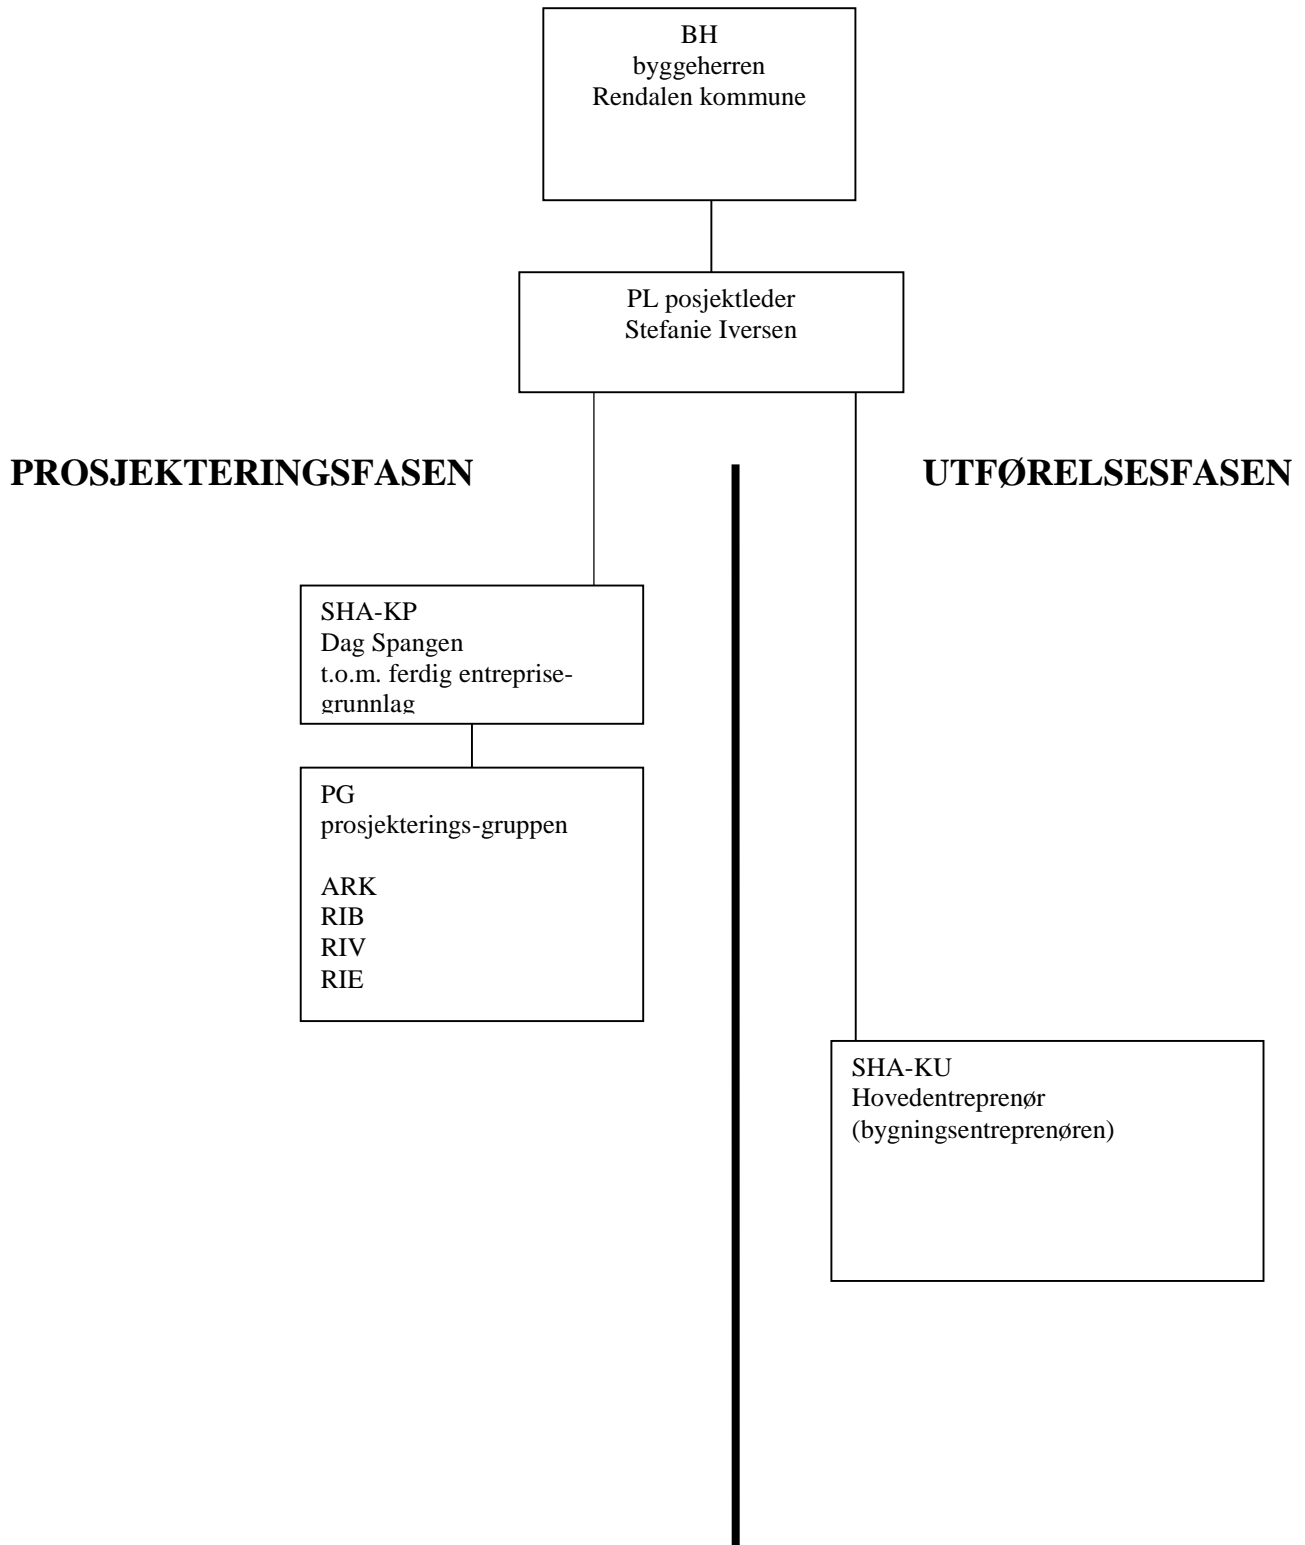 BH
byggeherren
Rendalen kommune
PL posjektleder
Stefanie Iversen
PROSJEKTERINGSFASEN
UTFØRELSESFASEN
SHA-KP
Dag Spangen
t.o.m. ferdig entreprise-
grunnlag
PG
prosjekterings-gruppen
ARK
RIB
RIV
RIE
SHA-KU
Hovedentreprenør
(bygningsentreprenøren)